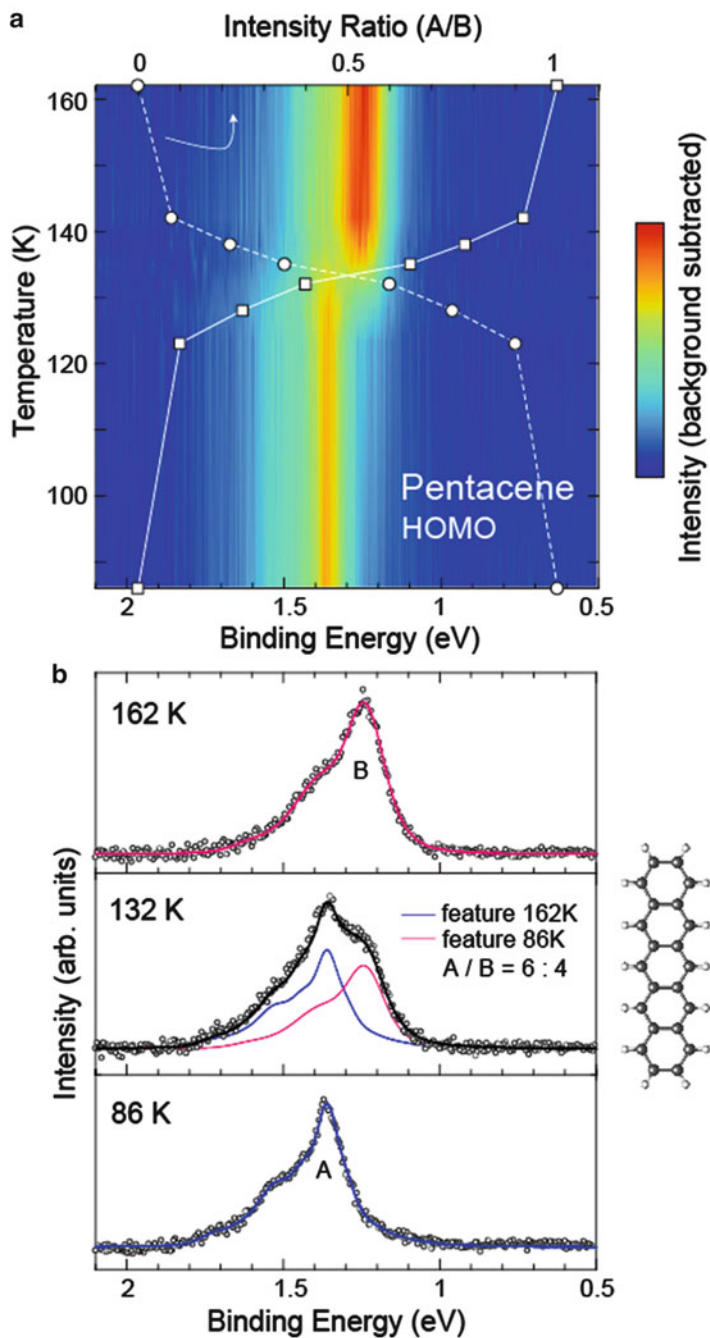 a
Intensity Ratio (A/B)
0 0.5 1
Temperature (K)
160
140
120
100
Pentacene
HOMO
2 1.5 1 0.5
Binding Energy (eV)
Intensity (background subtracted)
b
Intensity (arb. units)
162 K
B
132 K
feature 162K
feature 86K
A / B = 6 : 4
86 K
A
2 1.5 1 0.5
Binding Energy (eV)